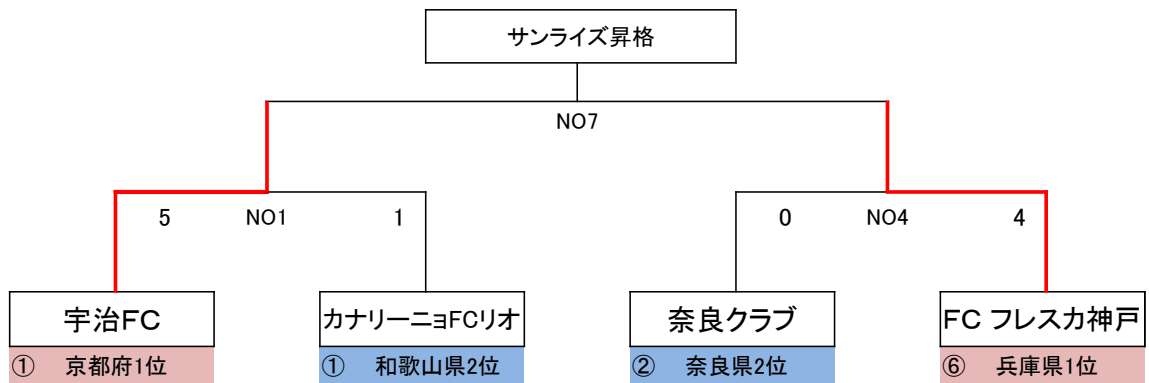 サンライズ昇格
NO7
5 NO1 1
0 NO4 4
宇治FC
カナリーニョFCリオ
奈良クラブ
FC フレスカ神戸
① 京都府1位
① 和歌山県2位
② 奈良県2位
⑥ 兵庫県1位